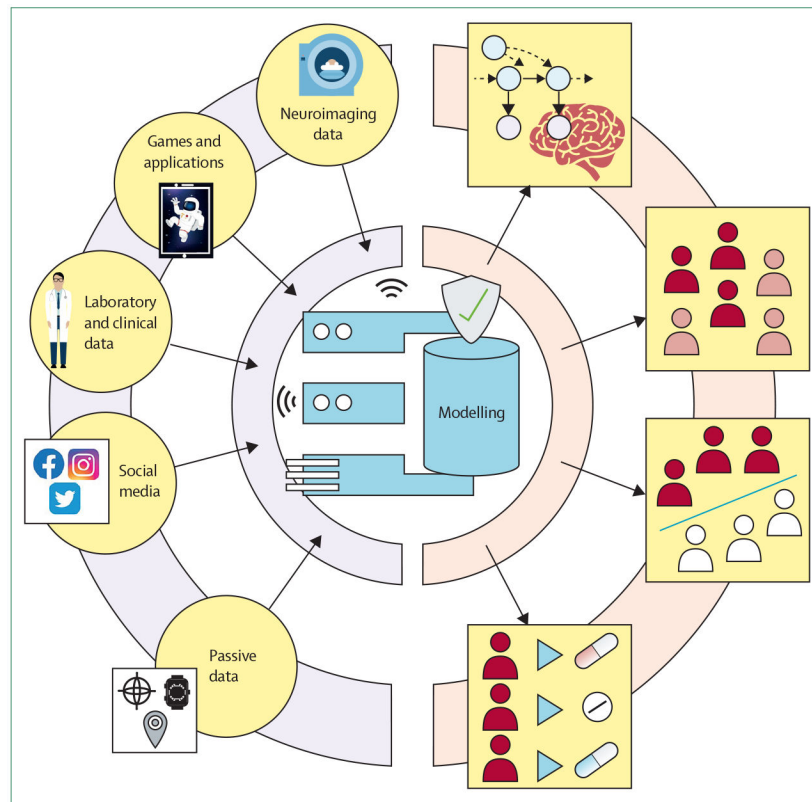 Neuroimaging
data
Games and
applications
Laboratory
and clinical
data
Social
media
Passive
data
Modelling